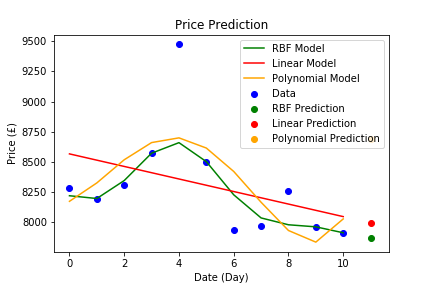 Price Prediction
9500
9250
9000
8750
8500
8250
8000
Price (£)
RBF Model
Linear Model
Polynomial Model
Data
RBF Prediction
Linear Prediction
Polynomial Prediction
0
2
4
6
8
10
Date (Day)